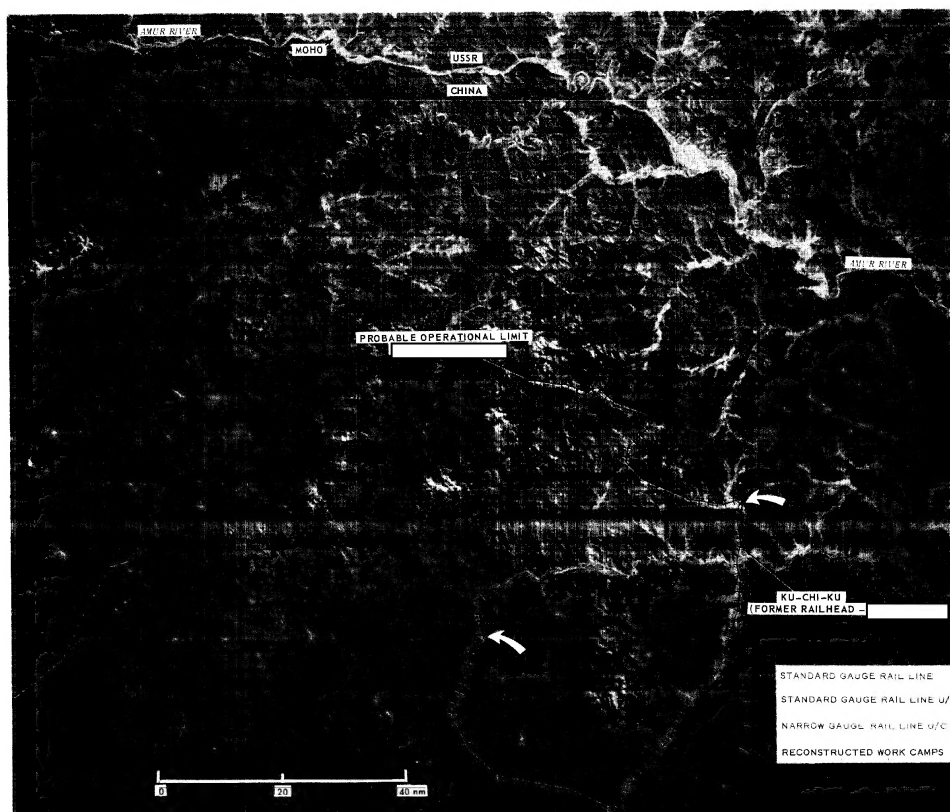 AMUR RIVER
MOHO
USSR
CHINA
AMUR RIVER
PROBABLE OPERATIONAL LIMIT
KU-CHI-KU
(FORMER RAILHEAD -
STANDARD GAUGE RAIL LINE
STANDARD GAUGE RAIL LINE U/
NARROW GAUGE RAIL LINE U/C
RECONSTRUCTED WORK CAMPS
0 20 40 nm